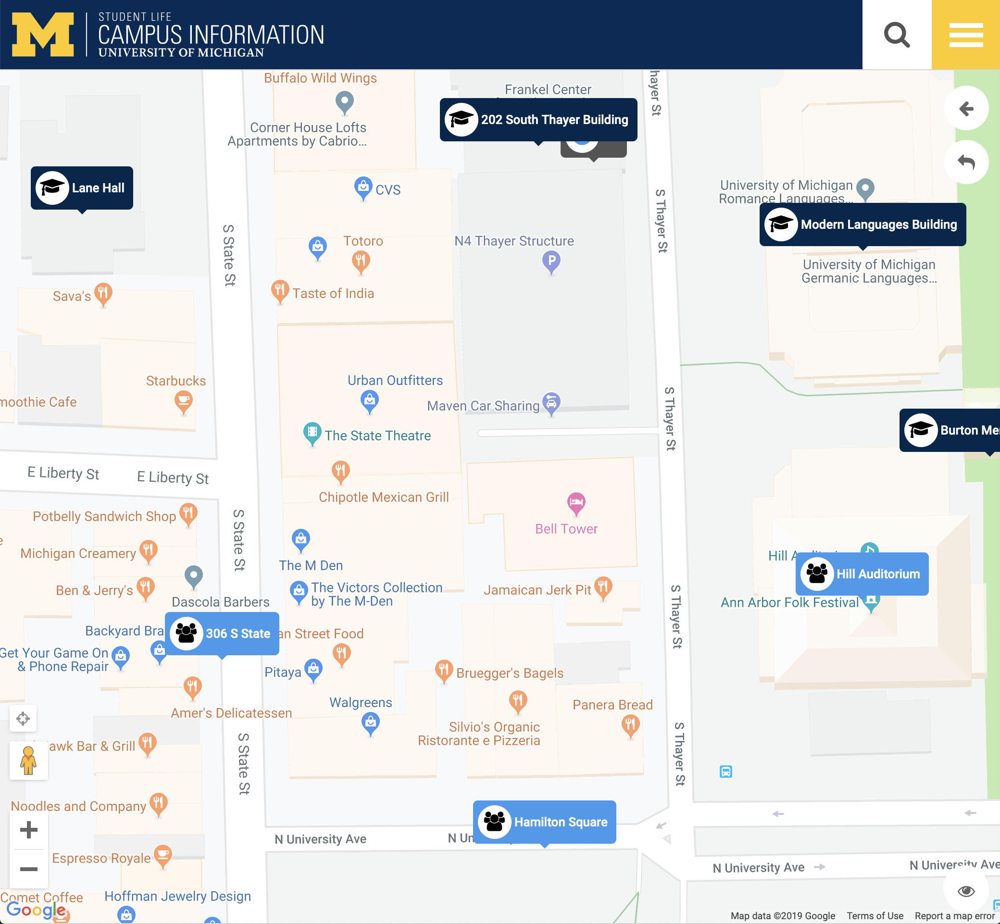 STUDENT LIFE
CAMPUS INFORMATION
UNIVERSITY OF MICHIGAN
Buffalo Wild Wings
Frankel Center
202 South Thayer Building
hayer St
Corner House Lofts
Apartments by Cabrio...
Lane Hall
CVS
University of Michigan
Romance Languages...
Modern Languages Building
S State St
S Thayer St
Totoro
N4 Thayer Structure
University of Michigan
Germanic Languages...
Sava's
Taste of India
Starbucks
Urban Outfitters
moothie Cafe
Maven Car Sharing
S Thayer St
Burton Me
The State Theatre
E Liberty St
E Liberty St
Chipotle Mexican Grill
Potbelly Sandwich Shop
Bell Tower
S State St
Michigan Creamery
Hill
The M Den
Hill Auditorium
Ben & Jerry's
The Victors Collection
by The M-Den
Jamaican Jerk Pit
Dascola Barbers
Ann Arbor Folk Festival
S Thayer St
Backyard Bra
306 S State
an Street Food
Get Your Game On
& Phone Repair
Pitaya
Bruegger's Bagels
Amer's Delicatessen
Walgreens
Panera Bread
Silvio's Organic
Ristorante e Pizzeria
awk Bar & Grill
S State St
S Thayer St
Noodles and Company
Hamilton Square
N University Ave
N Un
Espresso Royale
N University Ave
N University Ave
Comet Coffee
Hoffman Jewelry Design
Google
Map data ©2019 Google
Terms of Use
Report a map error